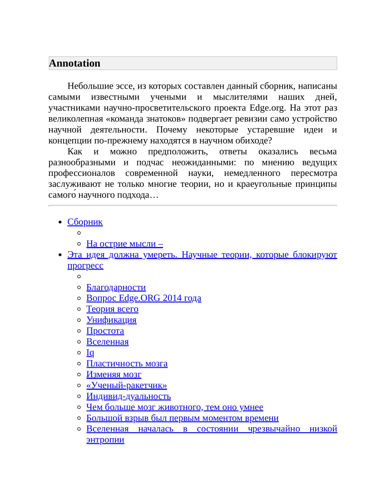 Annotation
Небольшие эссе, из которых составлен данный сборник, написаны
самыми известными учеными и мыслителями наших дней,
участниками научно-просветительского проекта Edge.org. На этот раз
великолепная «команда знатоков» подвергает ревизии само устройство
научной деятельности. Почему некоторые устаревшие идеи и
концепции по-прежнему находятся в научном обиходе?
Как и можно предположить, ответы оказались весьма
разнообразными и подчас неожиданными: по мнению ведущих
профессионалов современной науки, немедленного пересмотра
заслуживают не только многие теории, но и краеугольные принципы
самого́ научного подхода…
Сборник
На острие мысли –
Эта идея должна умереть. Научные теории, которые блокируют
прогресс
Благодарности
Вопрос Edge.ORG 2014 года
Теория всего
Унификация
Простота
Вселенная
Iq
Пластичность мозга
Изменяя мозг
«Ученый-ракетчик»
Индивид-дуальность
Чем больше мозг животного, тем оно умнее
Большой взрыв был первым моментом времени
Вселенная началась в состоянии чрезвычайно низкой
энтропии